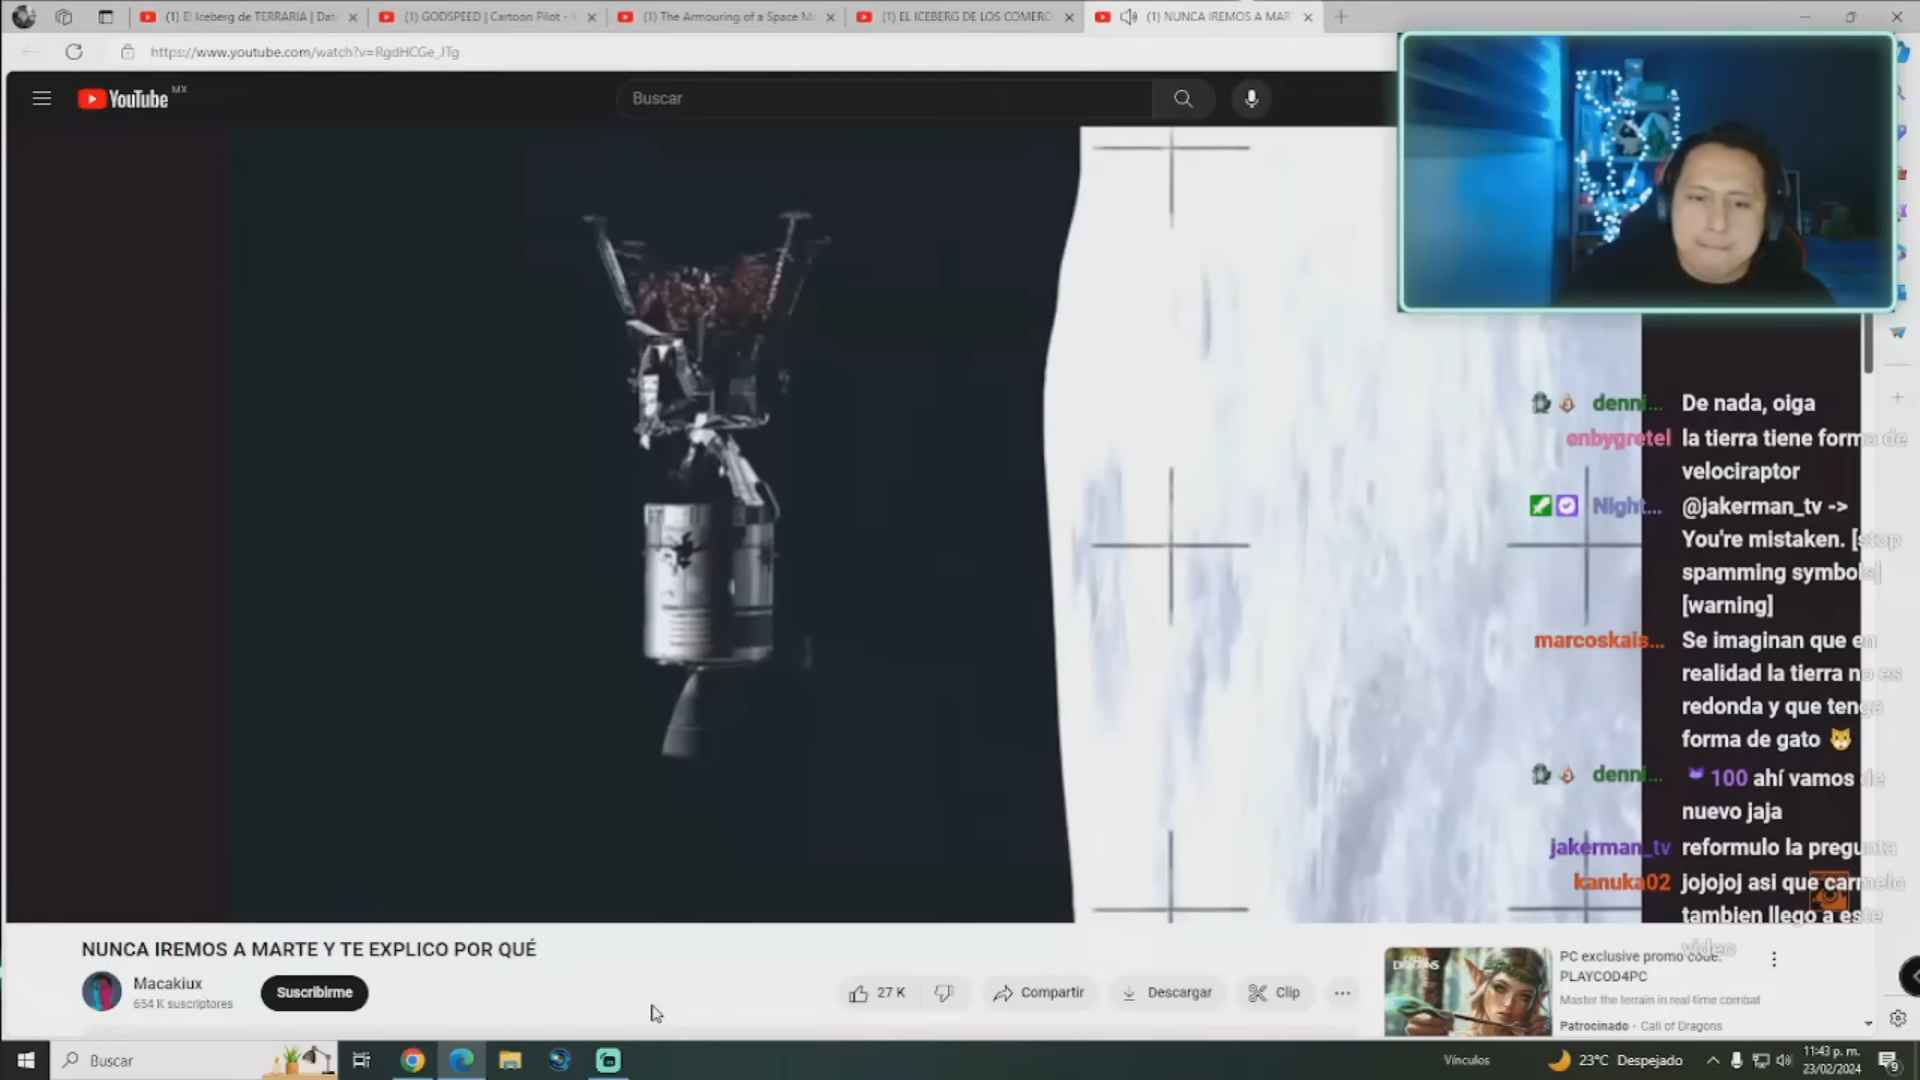 (1) El Iceberg de TERRARIA | Dat
(1) GODSPEED | Cartoon Pilot -
(1) The Armouring of a Space M
(1) EL ICEBERG DE LOS COMERC
(1) NUNCA IREMOS A MAR
https://www.youtube.com/watch?v=RgdHCGe_JTg
YouTube MX
Buscar
denni... De nada, oiga
enbygretel la tierra tiene forma de
velociraptor
Night... @jakerman_tv ->
You're mistaken. [stop
spamming symbols]
[warning]
marcoskais... Se imaginan que en
realidad la tierra no es
redonda y que tenga
forma de gato
denni... 100 ahí vamos de
nuevo jaja
jakerman_tv reformulo la pregunta
kanuka02 jojojoj asi que carmelo
tambien llego a este
video
NUNCA IREMOS A MARTE Y TE EXPLICO POR QUÉ
Macakiux
654 K suscriptores
Suscribirme
27 K
Compartir
Descargar
Clip
DRAGONS
PC exclusive promo code:
PLAYCOD4PC
Master the terrain in real-time combat
Patrocinado · Call of Dragons
Buscar
Vínculos
23°C Despejado
11:43 p. m.
23/02/2024
9